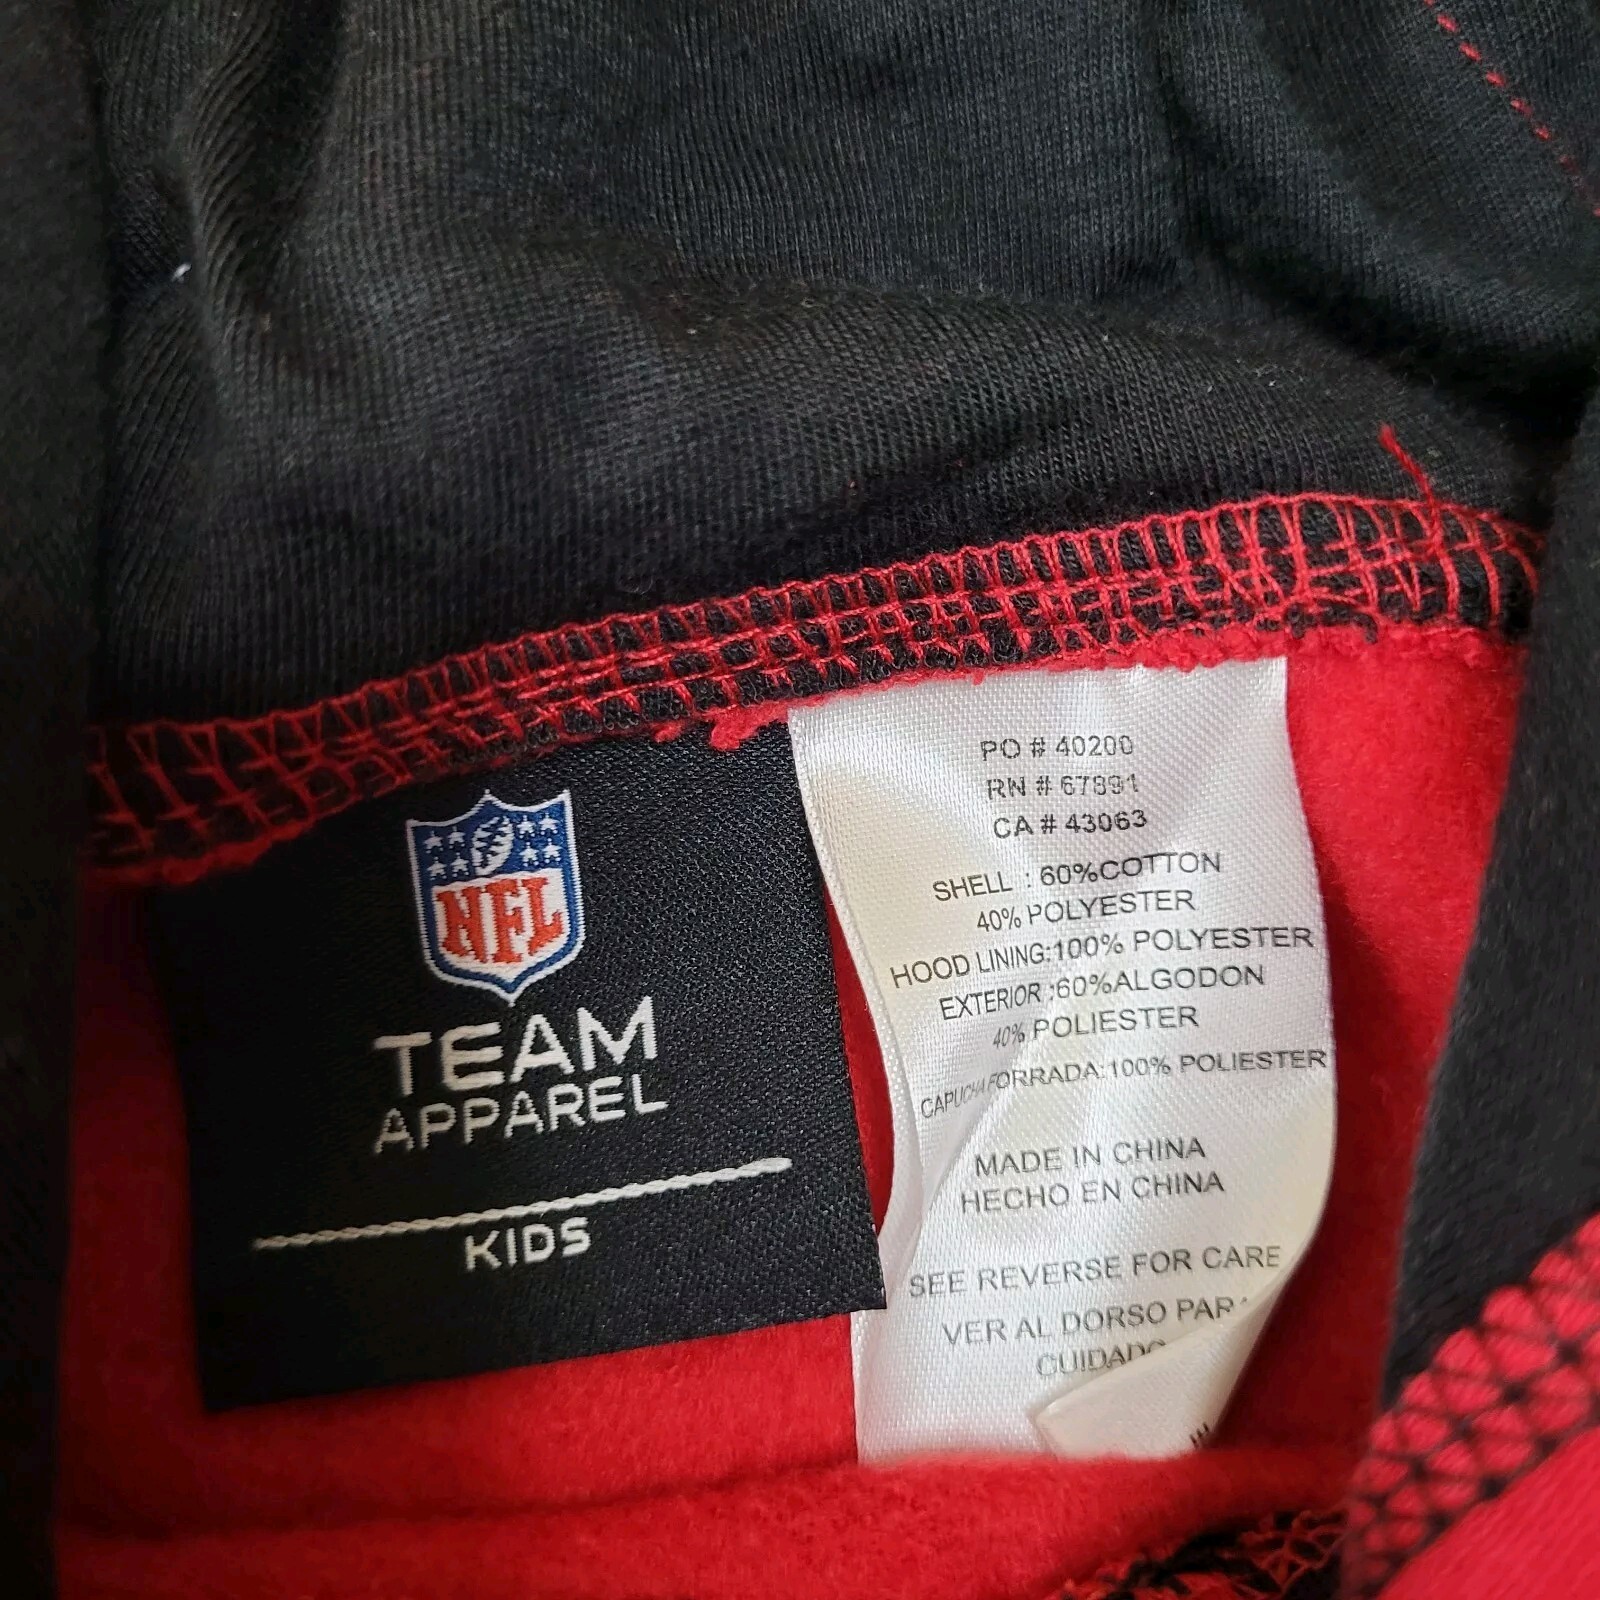 NFL
TEAM
APPAREL
KIDS
PO # 40200
RN # 67891
CA # 43063
SHELL : 60%COTTON
40% POLYESTER
HOOD LINING:100% POLYESTER
EXTERIOR :60%ALGODON
40% POLIESTER
CAPUCHA FORRADA:100% POLIESTER
MADE IN CHINA
HECHO EN CHINA
SEE REVERSE FOR CARE
VER AL DORSO PARA
CUIDADO